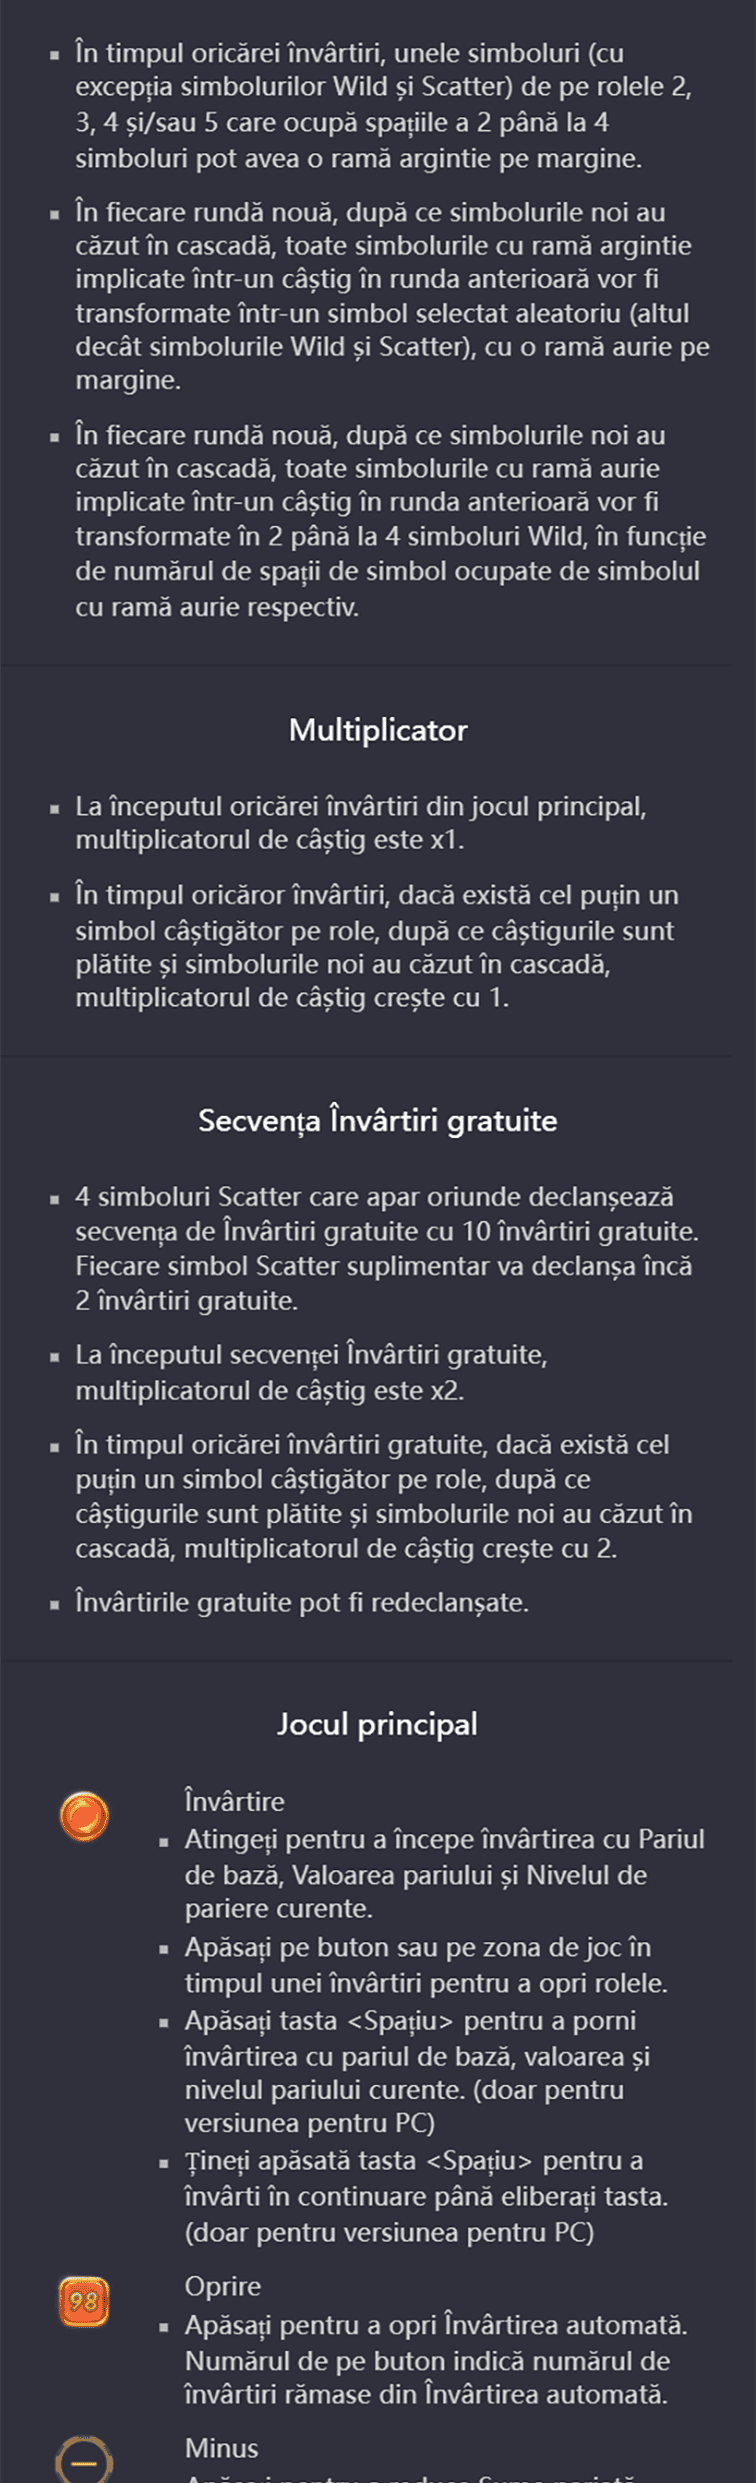 În timpul oricărei învârtiri, unele simboluri (cu
excepția simbolurilor Wild și Scatter) de pe rolele 2,
3, 4 și/sau 5 care ocupă spațiile a 2 până la 4
simboluri pot avea o ramă argintie pe margine.
În fiecare rundă nouă, după ce simbolurile noi au
căzut în cascadă, toate simbolurile cu ramă argintie
implicate într-un câștig în runda anterioară vor fi
transformate într-un simbol selectat aleatoriu (altul
decât simbolurile Wild și Scatter), cu o ramă aurie pe
margine.
În fiecare rundă nouă, după ce simbolurile noi au
căzut în cascadă, toate simbolurile cu ramă aurie
implicate într-un câștig în runda anterioară vor fi
transformate în 2 până la 4 simboluri Wild, în funcție
de numărul de spații de simbol ocupate de simbolul
cu ramă aurie respectiv.
Multiplicator
La începutul oricărei învârtiri din jocul principal,
multiplicatorul de câștig este x1.
În timpul oricăror învârtiri, dacă există cel puțin un
simbol câștigător pe role, după ce câștigurile sunt
plătite și simbolurile noi au căzut în cascadă,
multiplicatorul de câștig crește cu 1.
Secvența Învârtiri gratuite
4 simboluri Scatter care apar oriunde declanșează
secvența de Învârtiri gratuite cu 10 învârtiri gratuite.
Fiecare simbol Scatter suplimentar va declanșa încă
2 învârtiri gratuite.
La începutul secvenței Învârtiri gratuite,
multiplicatorul de câștig este x2.
În timpul oricărei învârtiri gratuite, dacă există cel
puțin un simbol câștigător pe role, după ce
câștigurile sunt plătite și simbolurile noi au căzut în
cascadă, multiplicatorul de câștig crește cu 2.
Învârtirile gratuite pot fi redeclanșate.
Jocul principal
Învârtire
Atingeți pentru a începe învârtirea cu Pariul
de bază, Valoarea pariului și Nivelul de
pariere curente.
Apăsați pe buton sau pe zona de joc în
timpul unei învârtiri pentru a opri rolele.
Apăsați tasta <Spațiu> pentru a porni
învârtirea cu pariul de bază, valoarea și
nivelul pariului curente. (doar pentru
versiunea pentru PC)
Țineți apăsată tasta <Spațiu> pentru a
învârti în continuare până eliberați tasta.
(doar pentru versiunea pentru PC)
98
Oprire
Apăsați pentru a opri Învârtirea automată.
Numărul de pe buton indică numărul de
învârtiri rămase din Învârtirea automată.
Minus